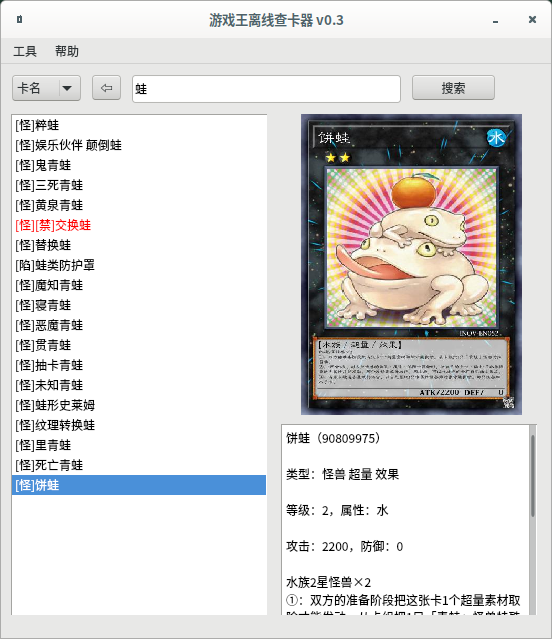 游戏王离线查卡器 v0.3
工具 帮助
卡名 蛙 搜索
[怪]粹蛙
[怪]娱乐伙伴 颠倒蛙
[怪]鬼青蛙
[怪]三死青蛙
[怪]黄泉青蛙
[怪][禁]交换蛙
[怪]替换蛙
[陷]蛙类防护罩
[怪]魔知青蛙
[怪]寝青蛙
[怪]恶魔青蛙
[怪]贯青蛙
[怪]抽卡青蛙
[怪]未知青蛙
[怪]蛙形史莱姆
[怪]纹理转换蛙
[怪]里青蛙
[怪]死亡青蛙
[怪]饼蛙
饼蛙
水
INOV-EN052
【水族 / 超量 / 效果】
ATK/2200 DEF/ 0
饼蛙（90809975）
类型：怪兽 超量 效果
等级：2，属性：水
攻击：2200，防御：0
水族2星怪兽×2
①：双方的准备阶段把这张卡1个超量素材取